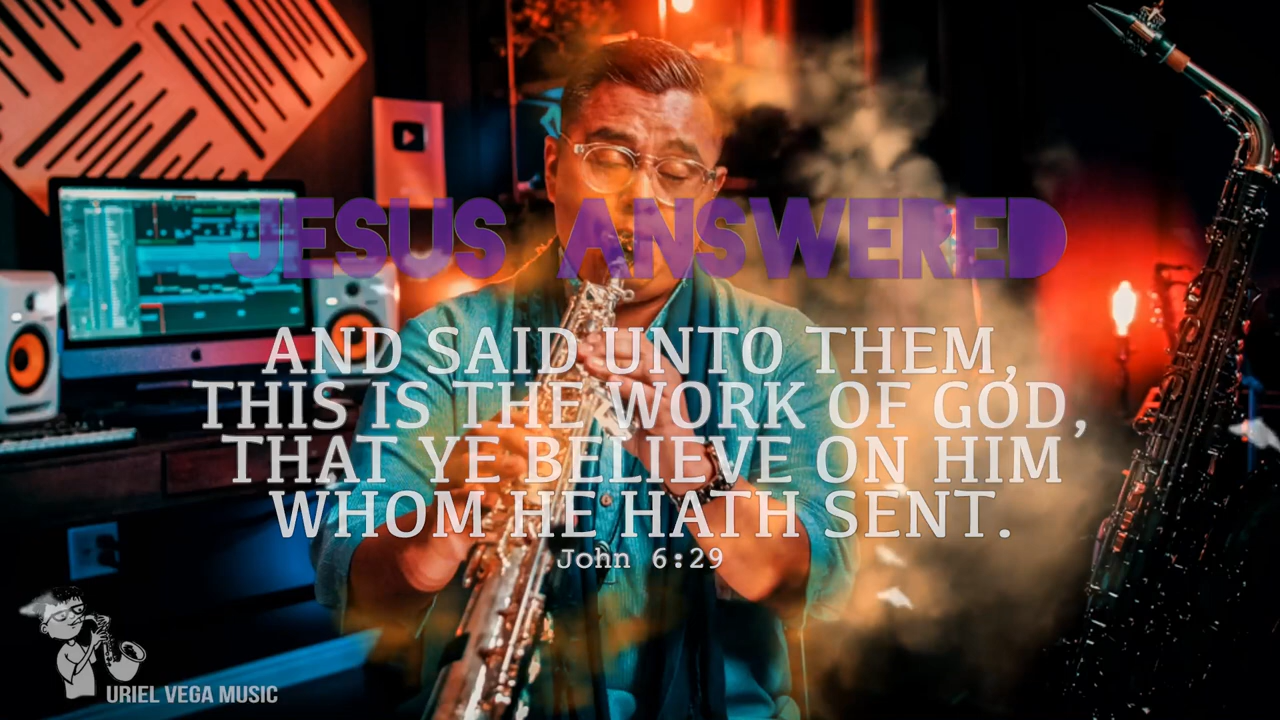 JESUS ANSWERED
AND SAID UNTO THEM,
THIS IS THE WORK OF GOD,
THAT YE BELIEVE ON HIM
WHOM HE HATH SENT.
John 6:29
URIEL VEGA MUSIC